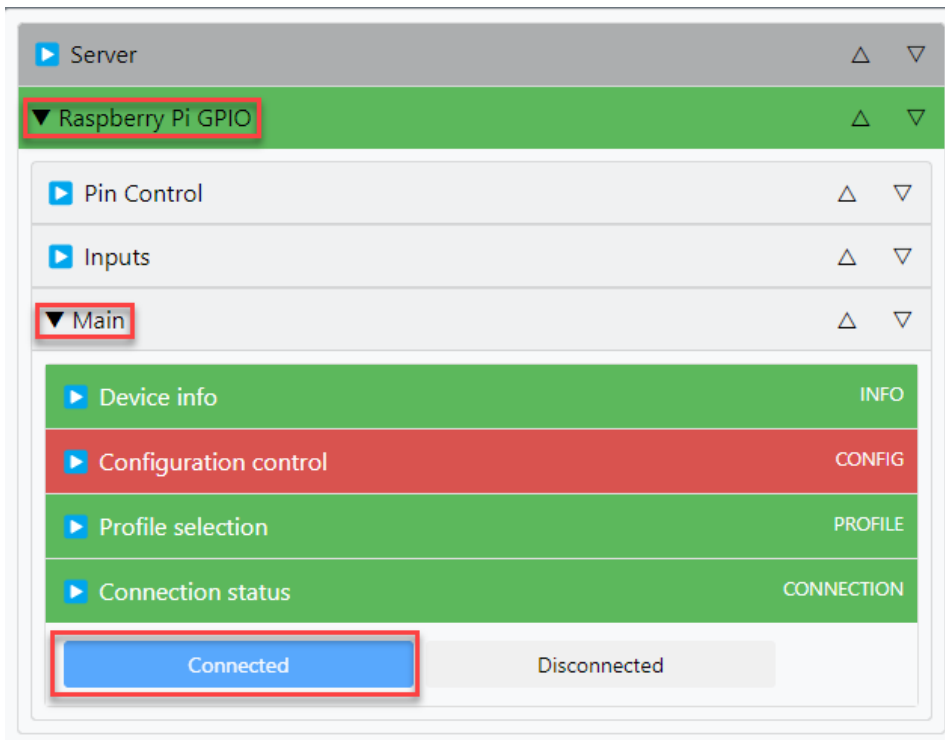 Server
Raspberry Pi GPIO
Pin Control
Inputs
Main
Device info INFO
Configuration control CONFIG
Profile selection PROFILE
Connection status CONNECTION
Connected Disconnected